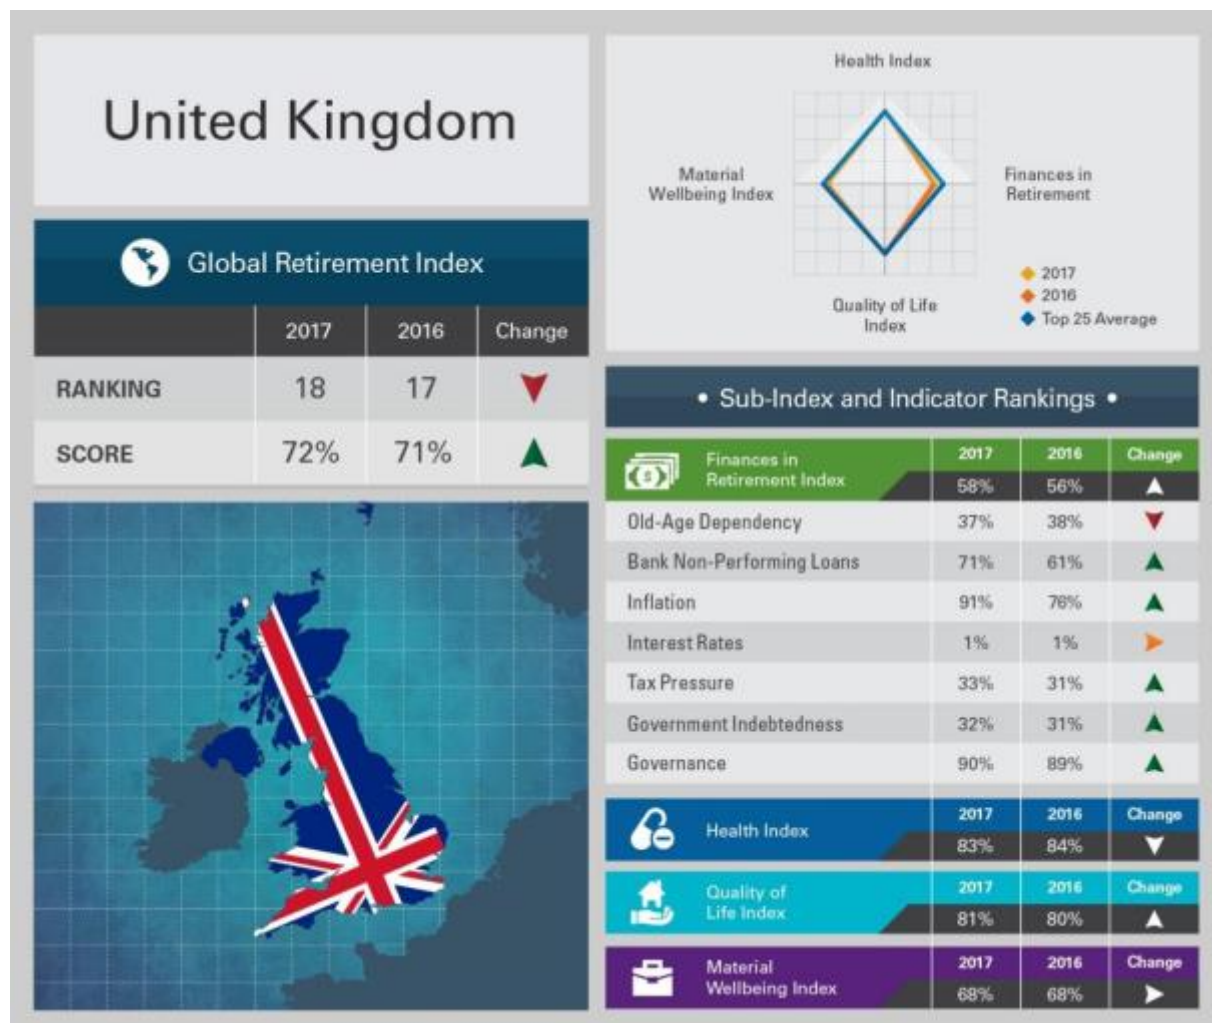 United Kingdom
Global Retirement Index
2017 2016 Change
RANKING 18 17
SCORE 72% 71%
Health Index
Material
Wellbeing Index
Finances in
Retirement
Quality of Life
Index
2017
2016
Top 25 Average
• Sub-Index and Indicator Rankings •
Finances in
Retirement Index
2017 2016 Change
58% 56%
Old-Age Dependency 37% 38%
Bank Non-Performing Loans 71% 61%
Inflation 91% 76%
Interest Rates 1% 1%
Tax Pressure 33% 31%
Government Indebtedness 32% 31%
Governance 90% 89%
Health Index
2017 2016 Change
83% 84%
Quality of
Life Index
2017 2016 Change
81% 80%
Material
Wellbeing Index
2017 2016 Change
68% 68%